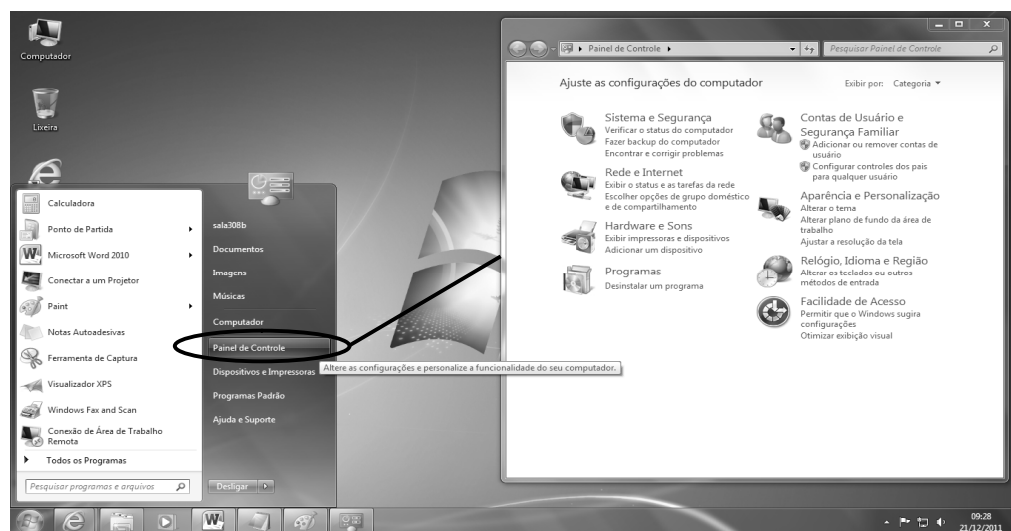 Computador
Lixeira
Calculadora
Ponto de Partida
Microsoft Word 2010
Conectar a um Projetor
Paint
Notas Autoadesivas
Ferramenta de Captura
Visualizador XPS
Windows Fax and Scan
Conexão de Área de Trabalho
Remota
Todos os Programas
Pesquisar programas e arquivos
sala308b
Documentos
Imagens
Músicas
Computador
Painel de Controle
Dispositivos e Impressoras
Programas Padrão
Ajuda e Suporte
Desligar
Altere as configurações e personalize a funcionalidade do seu computador.
Painel de Controle
Pesquisar Painel de Controle
Ajuste as configurações do computador
Exibir por: Categoria
Sistema e Segurança
Verificar o status do computador
Fazer backup do computador
Encontrar e corrigir problemas
Rede e Internet
Exibir o status e as tarefas da rede
Escolher opções de grupo doméstico
e de compartilhamento
Hardware e Sons
Exibir impressoras e dispositivos
Adicionar um dispositivo
Programas
Desinstalar um programa
Contas de Usuário e
Segurança Familiar
Adicionar ou remover contas de
usuário
Configurar controles dos pais
para qualquer usuário
Aparência e Personalização
Alterar o tema
Alterar plano de fundo da área de
trabalho
Ajustar a resolução da tela
Relógio, Idioma e Região
Alterar os teclados ou outros
métodos de entrada
Facilidade de Acesso
Permitir que o Windows sugira
configurações
Otimizar exibição visual
09:28
21/12/2011